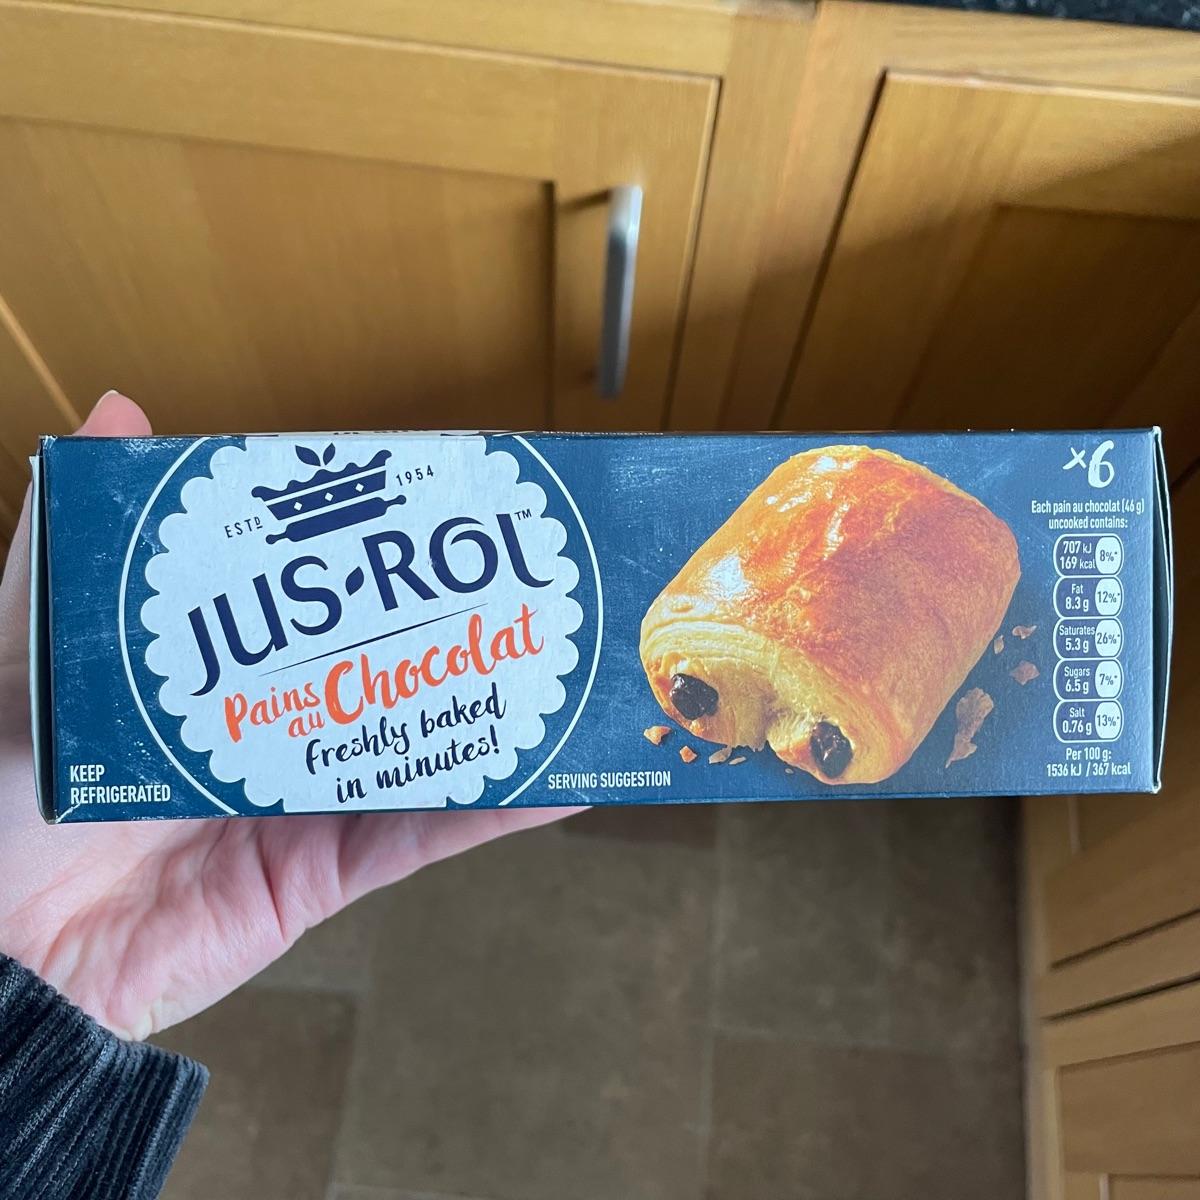 ESTD 1954
JUS-ROL™
Pains
au Chocolat
freshly baked
in minutes!
KEEP
REFRIGERATED
SERVING SUGGESTION
x6
Each pain au chocolat (46 g)
uncooked contains:
707 kJ
169 kcal 8%*
Fat
8.3 g 12%*
Saturates
5.3 g 26%*
Sugars
6.5 g 7%*
Salt
0.76 g 13%*
Per 100 g:
1536 kJ / 367 kcal